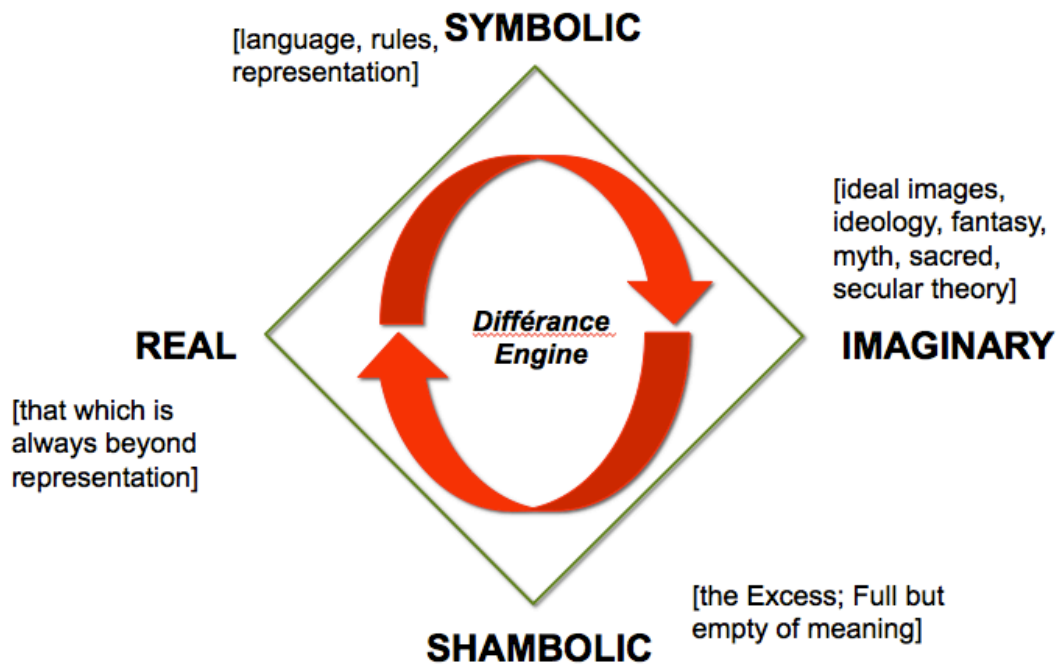 SYMBOLIC
[language, rules,
representation]
[ideal images,
ideology, fantasy,
myth, sacred,
secular theory]
Différance
Engine
REAL
IMAGINARY
[that which is
always beyond
representation]
[the Excess; Full but
empty of meaning]
SHAMBOLIC